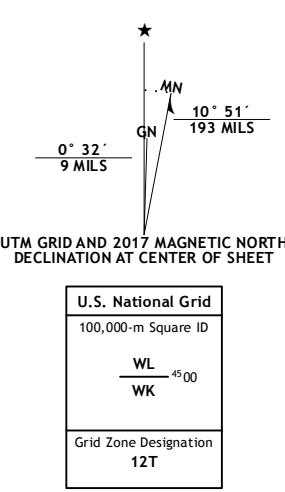 ★
MN
GN
10° 51´
193 MILS
0° 32´
9 MILS
UTM GRID AND 2017 MAGNETIC NORTH
DECLINATION AT CENTER OF SHEET
U.S. National Grid
100,000-m Square ID
WL
4500
WK
Grid Zone Designation
12T